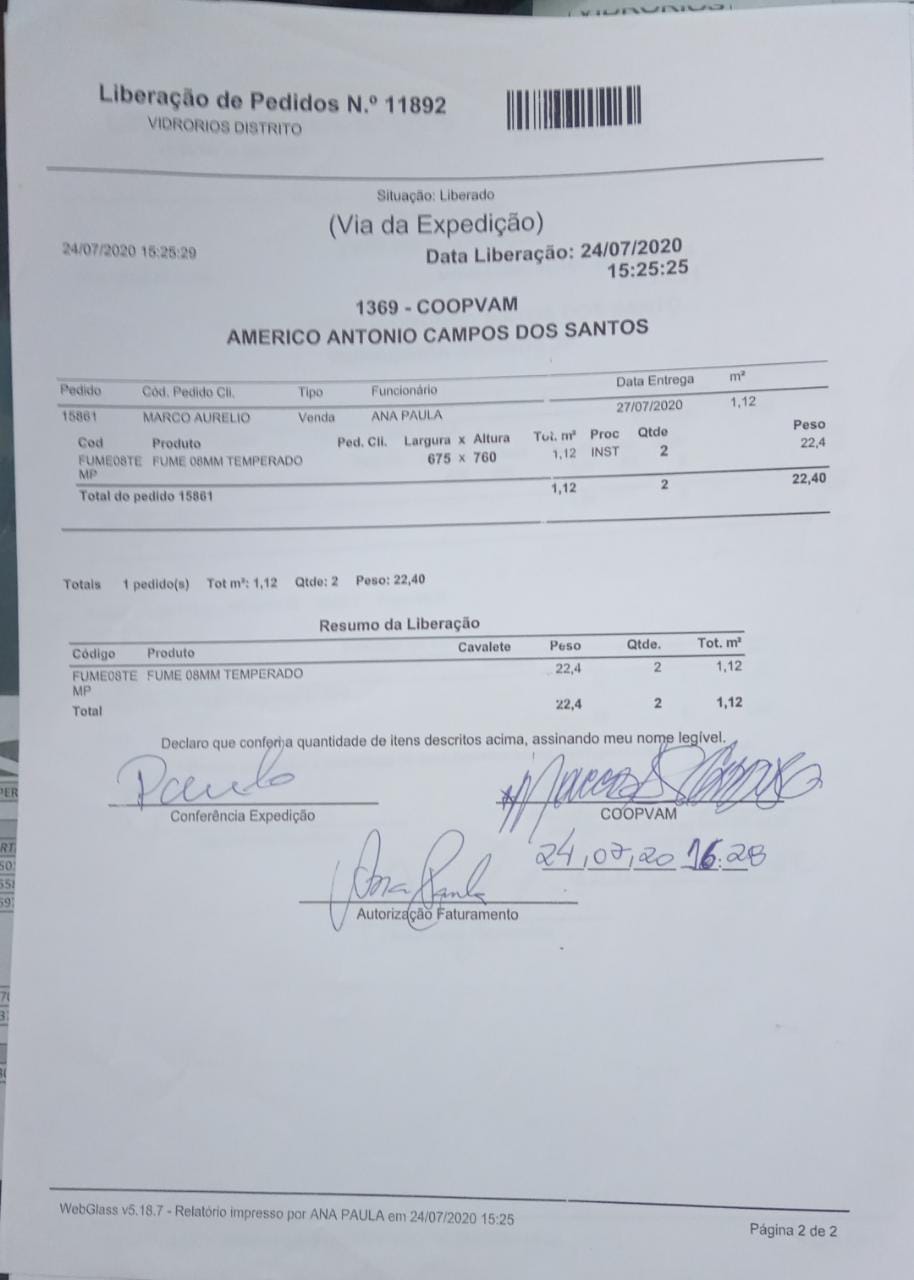 Liberação de Pedidos N.º 11892
VIDRORIOS DISTRITO
Situação: Liberado
(Via da Expedição)
24/07/2020 15:25:29
Data Liberação: 24/07/2020
15:25:25
1369 - COOPVAM
AMERICO ANTONIO CAMPOS DOS SANTOS
Pedido Cód. Pedido Cli. Tipo Funcionário Data Entrega m²
15861 MARCO AURELIO Venda ANA PAULA 27/07/2020 1,12
Cod Produto Ped. Cli. Largura x Altura Tot. m² Proc Qtde Peso
FUME08TE FUME 08MM TEMPERADO 675 x 760 1,12 INST 2 22,4
MP
Total do pedido 15861 1,12 2 22,40
Totais 1 pedido(s) Tot m²: 1,12 Qtde: 2 Peso: 22,40
Resumo da Liberação
Código Produto Cavalete Peso Qtde. Tot. m²
FUME08TE FUME 08MM TEMPERADO 22,4 2 1,12
MP
Total 22,4 2 1,12
Declaro que conferi a quantidade de itens descritos acima, assinando meu nome legível.
Paulo
Conferência Expedição
COOPVAM
24,07,20 16:28
Ana Paula
Autorização Faturamento
WebGlass v5.18.7 - Relatório impresso por ANA PAULA em 24/07/2020 15:25
Página 2 de 2